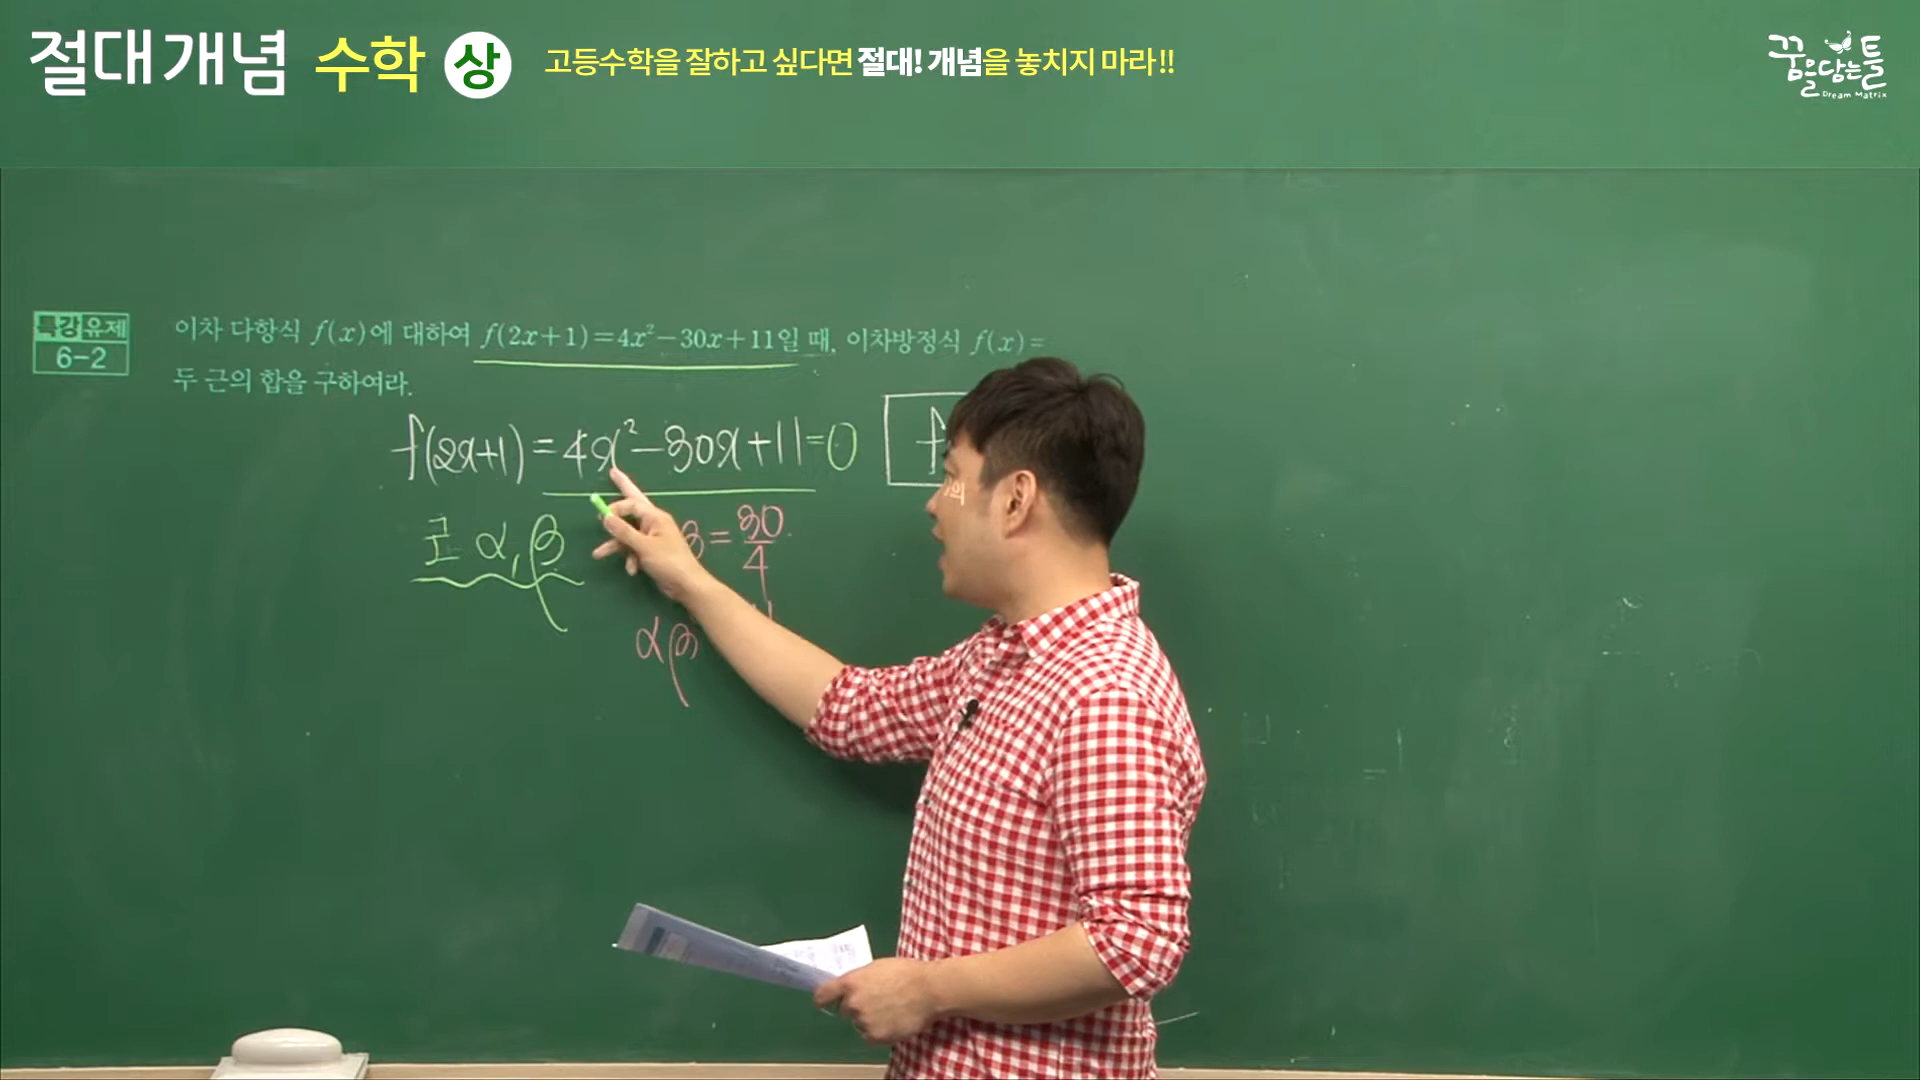 절대개념 수학 상 고등수학을 잘하고 싶다면 절대! 개념을 놓치지 마라!!
꿈을담는틀
Dream Matrix
특강유제
6-2
이차 다항식 f(x)에 대하여 f(2x+1)=4x²-30x+11일 때, 이차방정식 f(x)=
두 근의 합을 구하여라.
f(2x+1)=4x²-30x+11=0
f
의
근 α, β
β=30/4
αβ